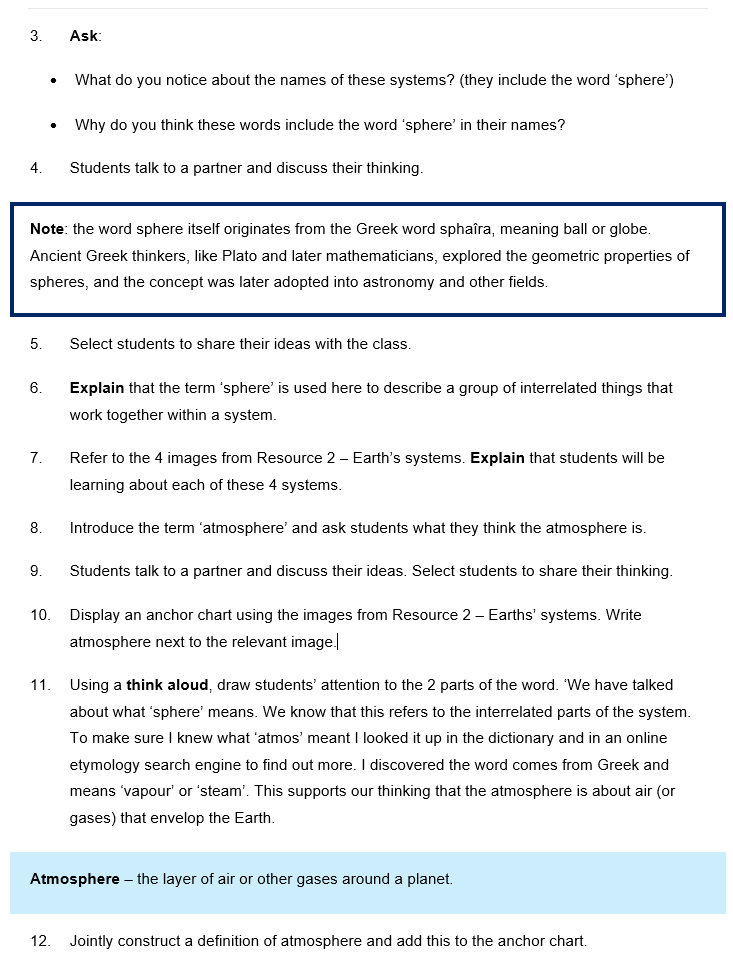 3. Ask:
• What do you notice about the names of these systems? (they include the word ‘sphere’)
• Why do you think these words include the word ‘sphere’ in their names?
4. Students talk to a partner and discuss their thinking.
Note: the word sphere itself originates from the Greek word sphaîra, meaning ball or globe.
Ancient Greek thinkers, like Plato and later mathematicians, explored the geometric properties of
spheres, and the concept was later adopted into astronomy and other fields.
5. Select students to share their ideas with the class.
6. Explain that the term ‘sphere’ is used here to describe a group of interrelated things that
work together within a system.
7. Refer to the 4 images from Resource 2 – Earth’s systems. Explain that students will be
learning about each of these 4 systems.
8. Introduce the term ‘atmosphere’ and ask students what they think the atmosphere is.
9. Students talk to a partner and discuss their ideas. Select students to share their thinking.
10. Display an anchor chart using the images from Resource 2 – Earths’ systems. Write
atmosphere next to the relevant image.
11. Using a think aloud, draw students’ attention to the 2 parts of the word. ‘We have talked
about what ‘sphere’ means. We know that this refers to the interrelated parts of the system.
To make sure I knew what ‘atmos’ meant I looked it up in the dictionary and in an online
etymology search engine to find out more. I discovered the word comes from Greek and
means ‘vapour’ or ‘steam’. This supports our thinking that the atmosphere is about air (or
gases) that envelop the Earth.
Atmosphere – the layer of air or other gases around a planet.
12. Jointly construct a definition of atmosphere and add this to the anchor chart.